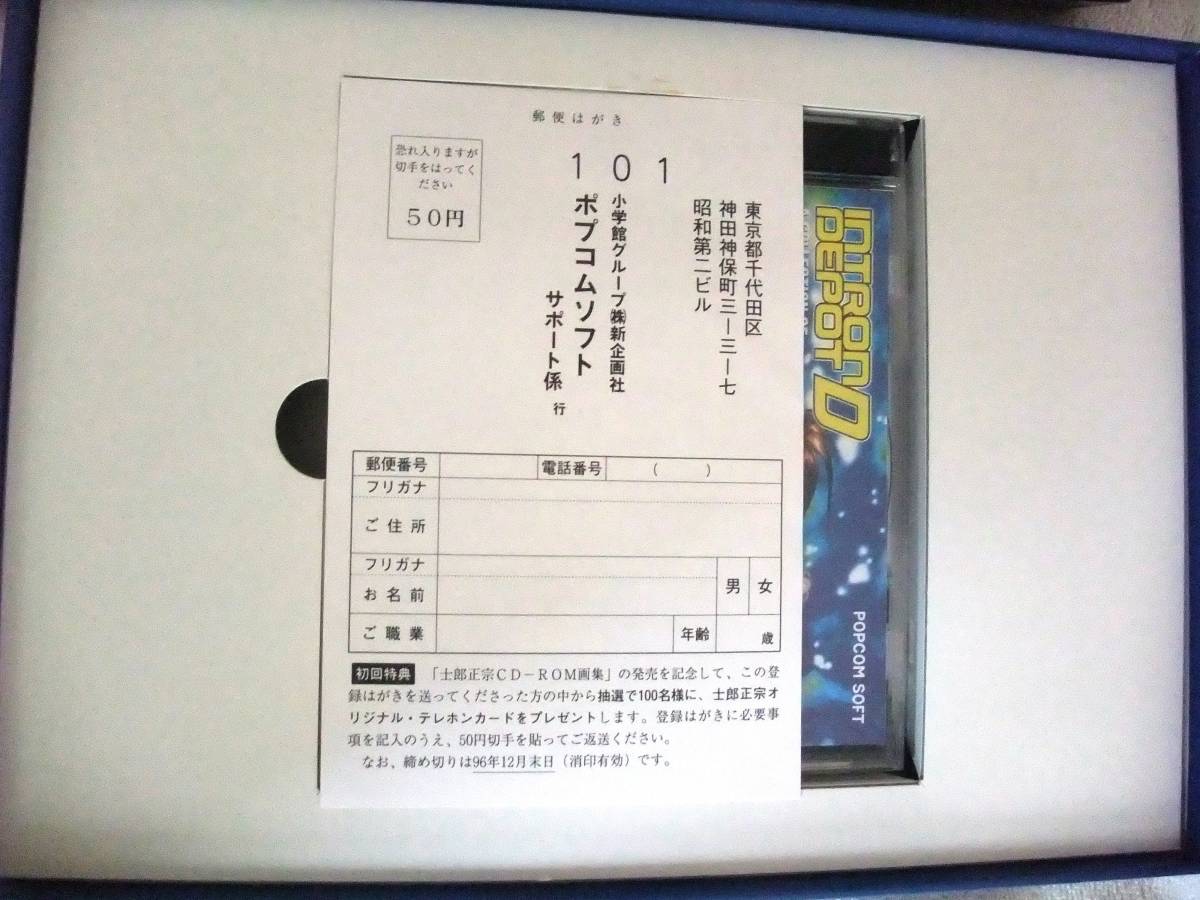 郵便はがき
恐れ入りますが
切手をはってく
ださい
50円
101
東京都千代田区
神田神保町三ー三ー七
昭和第二ビル
小学館グループ㈱新企画社
ポプコムソフト
サポート係 行
郵便番号
電話番号
( )
フリガナ
ご住所
フリガナ
お名前
男
女
ご職業
年齢
歳
初回特典 「士郎正宗CD-ROM画集」の発売を記念して、この登
録はがきを送ってくださった方の中から抽選で100名様に、士郎正宗オ
リジナル・テレホンカードをプレゼントします。登録はがきに必要事
項を記入のうえ、50円切手を貼ってご返送ください。
なお、締め切りは96年12月末日(消印有効)です。
INTRON
DEPOT
POPCOM SOFT